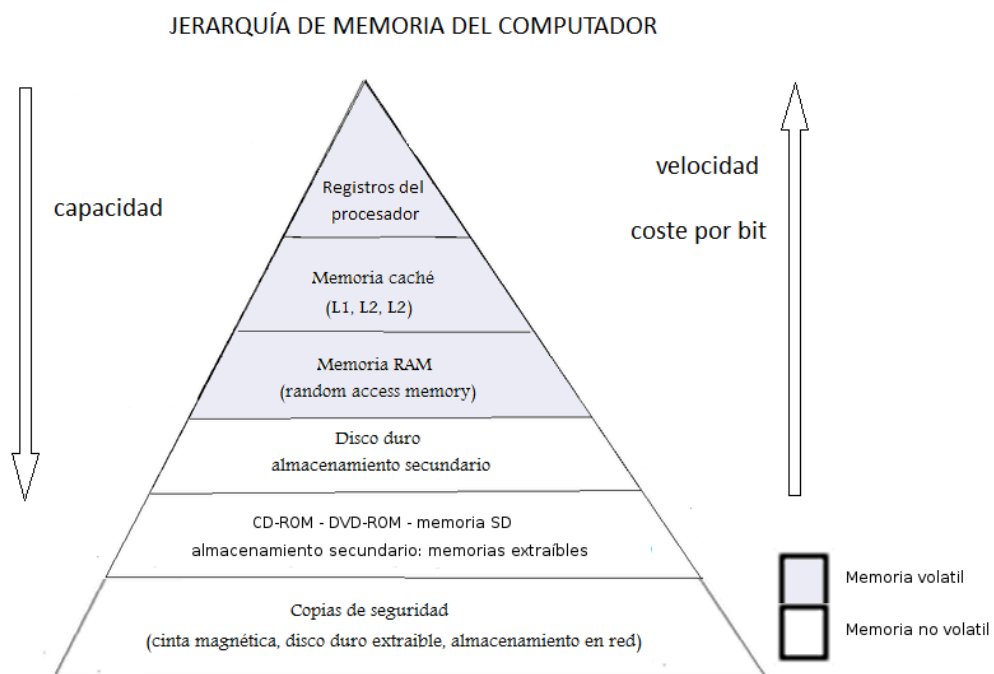 JERARQUÍA DE MEMORIA DEL COMPUTADOR
capacidad
velocidad
coste por bit
Registros del
procesador
Memoria caché
(L1, L2, L2)
Memoria RAM
(random access memory)
Disco duro
almacenamiento secundario
CD-ROM - DVD-ROM - memoria SD
almacenamiento secundario: memorias extraíbles
Copias de seguridad
(cinta magnética, disco duro extraible, almacenamiento en red)
Memoria volatil
Memoria no volatil